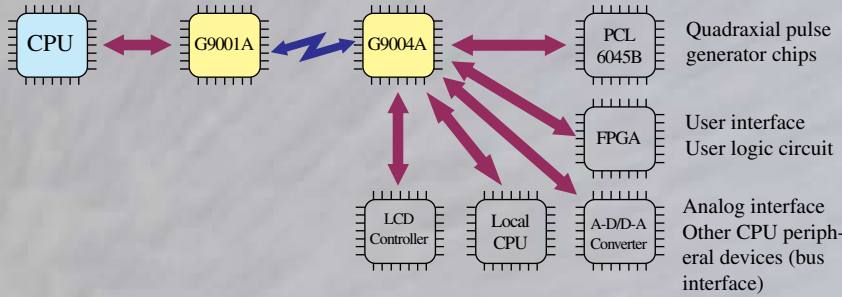 CPU
G9001A
G9004A
PCL
6045B
Quadraxial pulse
generator chips
FPGA
User interface
User logic circuit
LCD
Controller
Local
CPU
A-D/D-A
Converter
Analog interface
Other CPU periph-
eral devices (bus
interface)